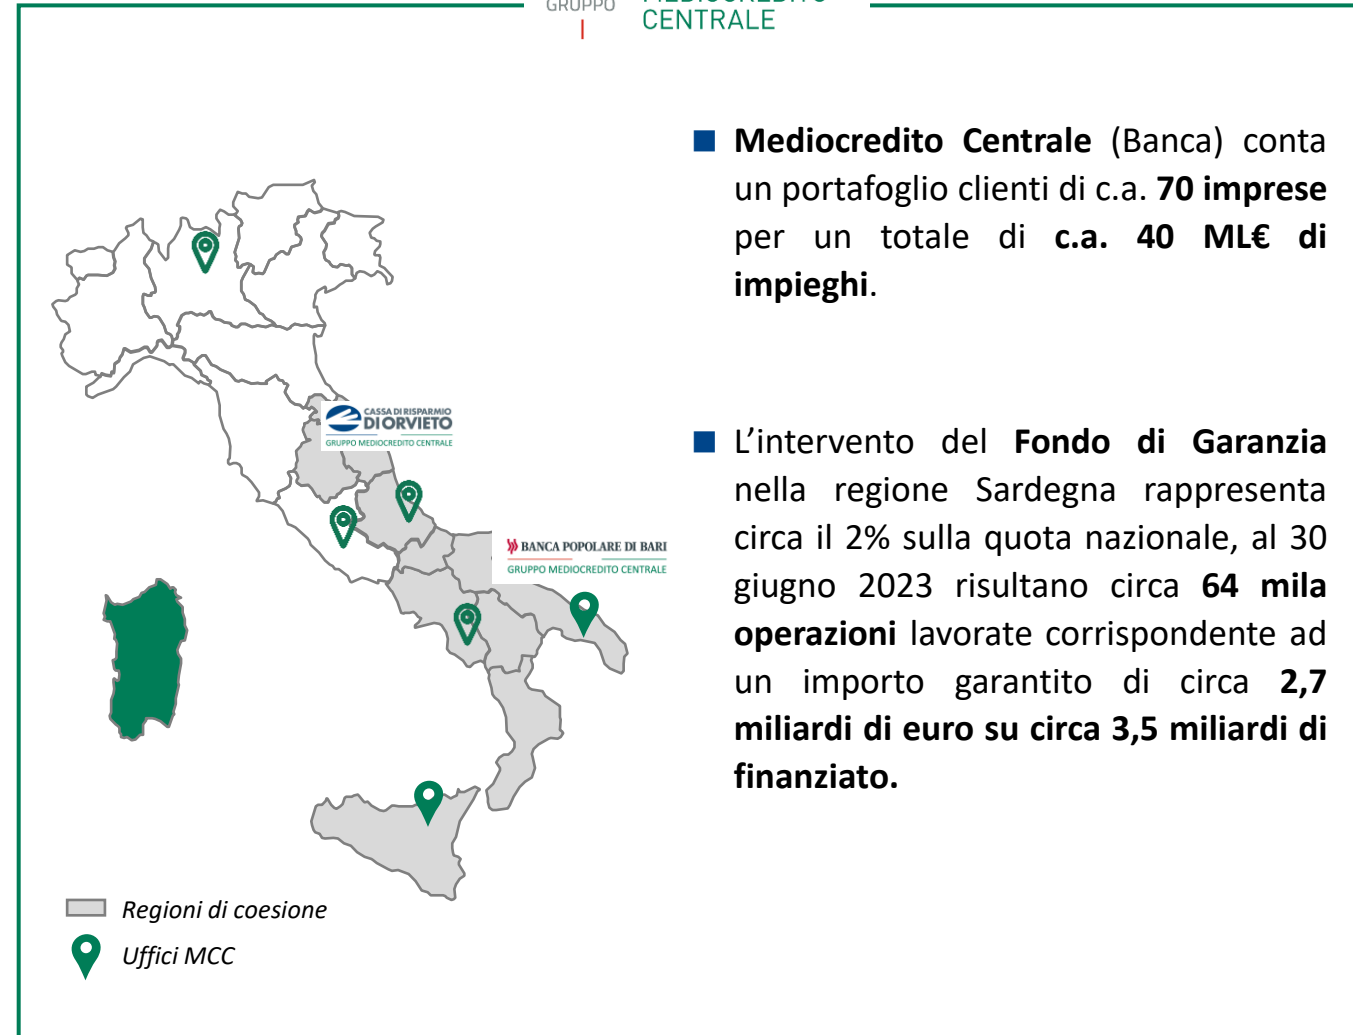 GRUPPO
MEDIOCREDITO
CENTRALE
Mediocredito Centrale (Banca) conta
un portafoglio clienti di c.a. 70 imprese
per un totale di c.a. 40 ML€ di
impieghi.
CASSA DI RISPARMIO
DI ORVIETO
GRUPPO MEDIOCREDITO CENTRALE
L’intervento del Fondo di Garanzia
nella regione Sardegna rappresenta
circa il 2% sulla quota nazionale, al 30
giugno 2023 risultano circa 64 mila
operazioni lavorate corrispondente ad
un importo garantito di circa 2,7
miliardi di euro su circa 3,5 miliardi di
finanziato.
BANCA POPOLARE DI BARI
GRUPPO MEDIOCREDITO CENTRALE
Regioni di coesione
Uffici MCC